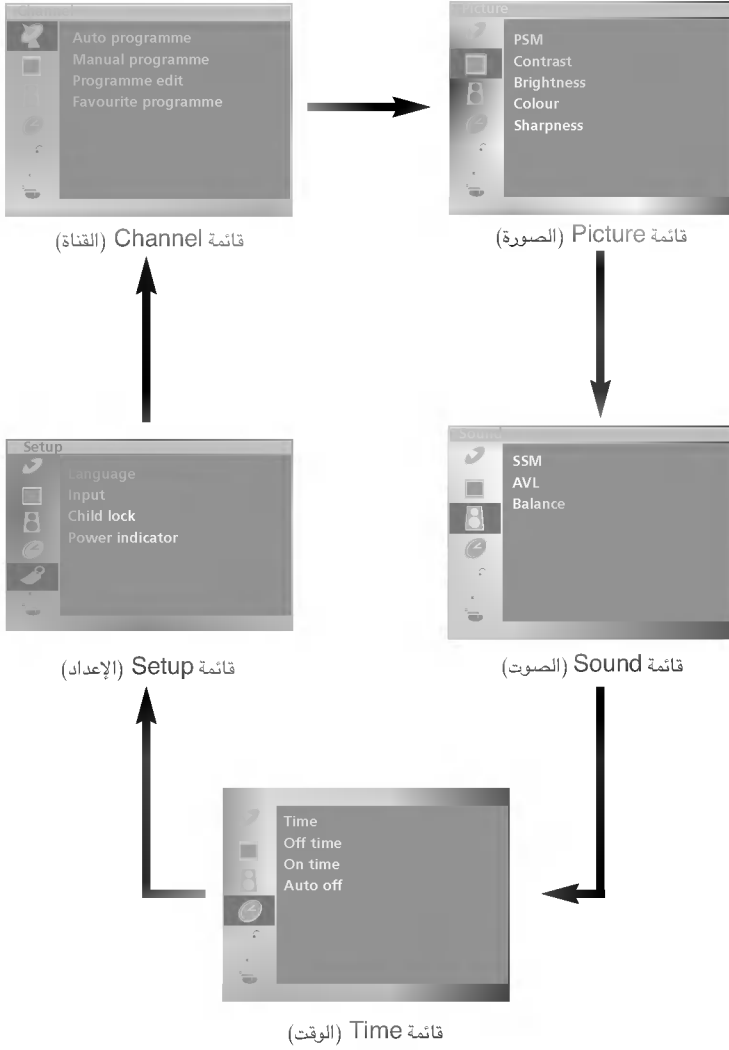 Channel
Auto programme
Manual programme
Programme edit
Favourite programme
قائمة Channel (القناة)
Picture
PSM
Contrast
Brightness
Colour
Sharpness
قائمة Picture (الصورة)
Setup
Language
Input
Child lock
Power indicator
قائمة Setup (الإعداد)
Sound
SSM
AVL
Balance
قائمة Sound (الصوت)
Time
Off time
On time
Auto off
قائمة Time (الوقت)